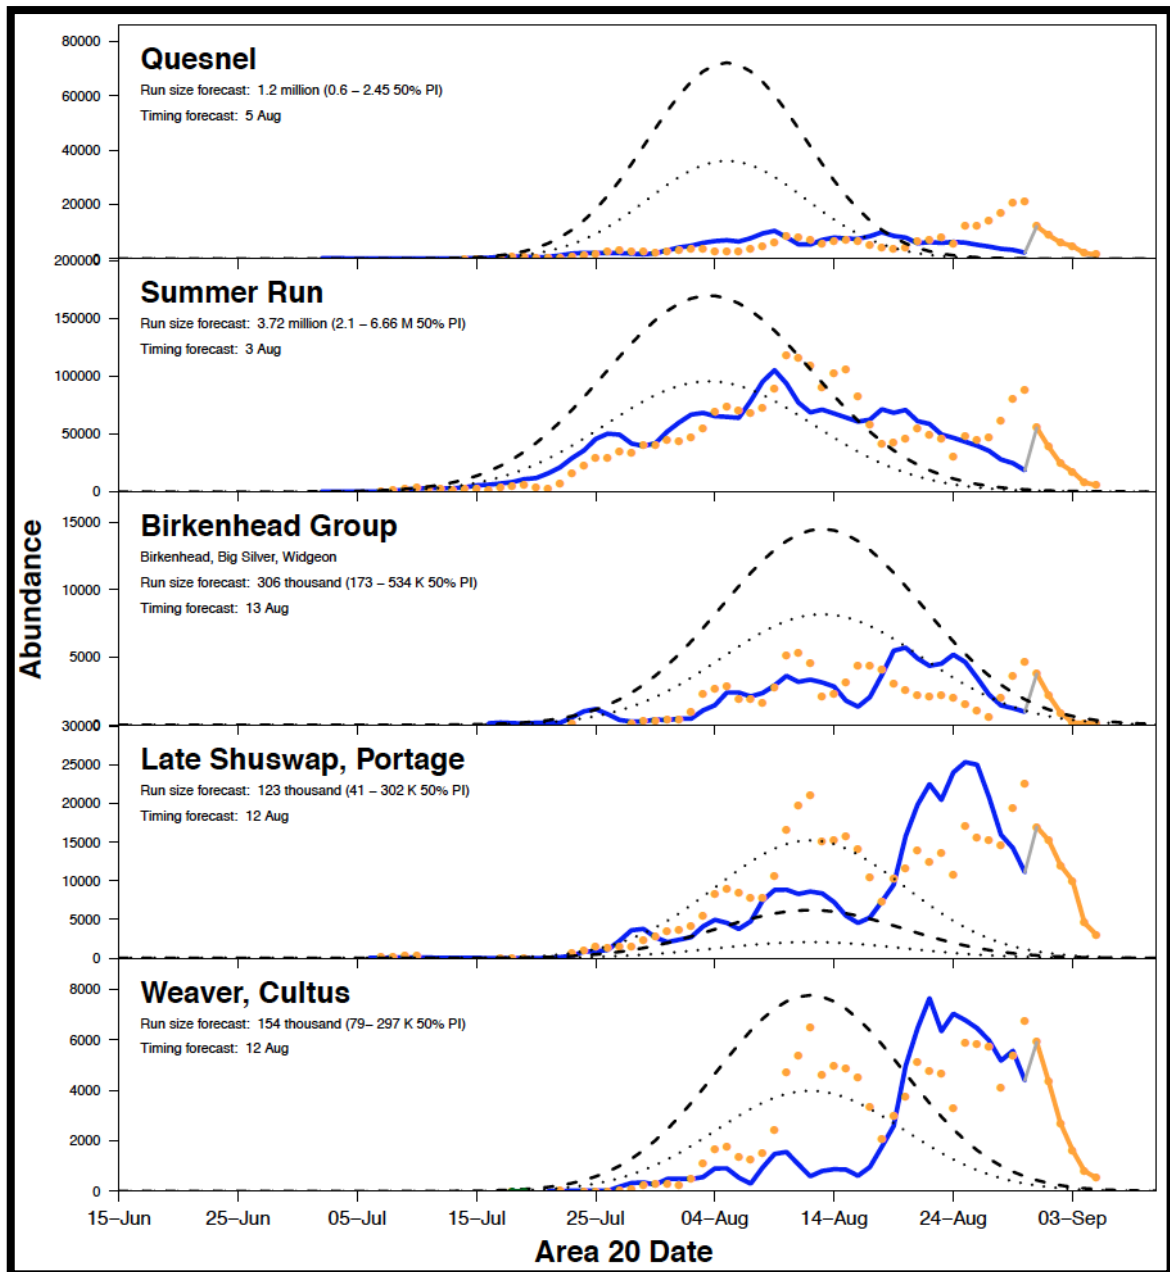 80000
60000
40000
20000
0
Quesnel
Run size forecast: 1.2 million (0.6 – 2.45 50% PI)
Timing forecast: 5 Aug
200000
150000
100000
50000
0
Summer Run
Run size forecast: 3.72 million (2.1 – 6.66 M 50% PI)
Timing forecast: 3 Aug
15000
10000
5000
0
Birkenhead Group
Birkenhead, Big Silver, Widgeon
Run size forecast: 306 thousand (173 – 534 K 50% PI)
Timing forecast: 13 Aug
Abundance
30000
25000
20000
15000
10000
5000
0
Late Shuswap, Portage
Run size forecast: 123 thousand (41 – 302 K 50% PI)
Timing forecast: 12 Aug
8000
6000
4000
2000
0
Weaver, Cultus
Run size forecast: 154 thousand (79– 297 K 50% PI)
Timing forecast: 12 Aug
15–Jun 25–Jun 05–Jul 15–Jul 25–Jul 04–Aug 14–Aug 24–Aug 03–Sep
Area 20 Date